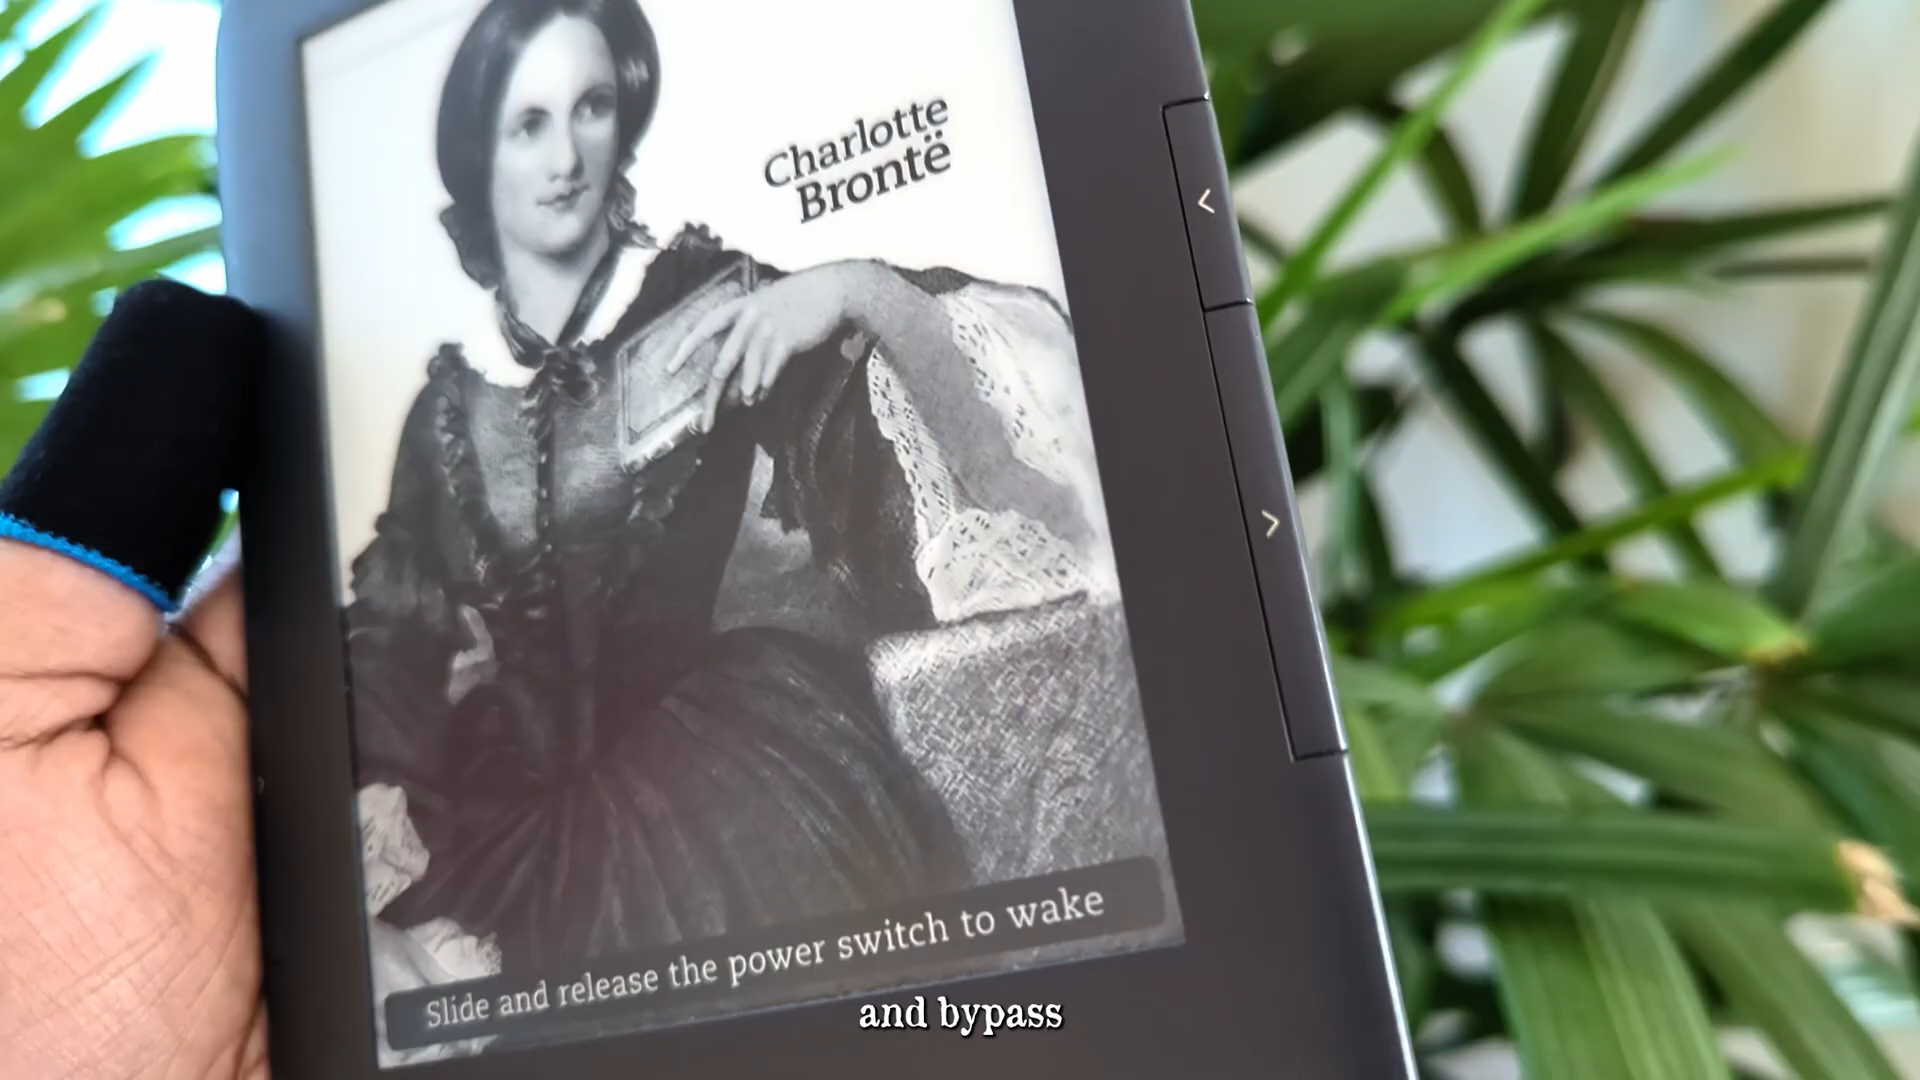 Charlotte
Brontë
<
>
Slide and release the power switch to wake
and bypass